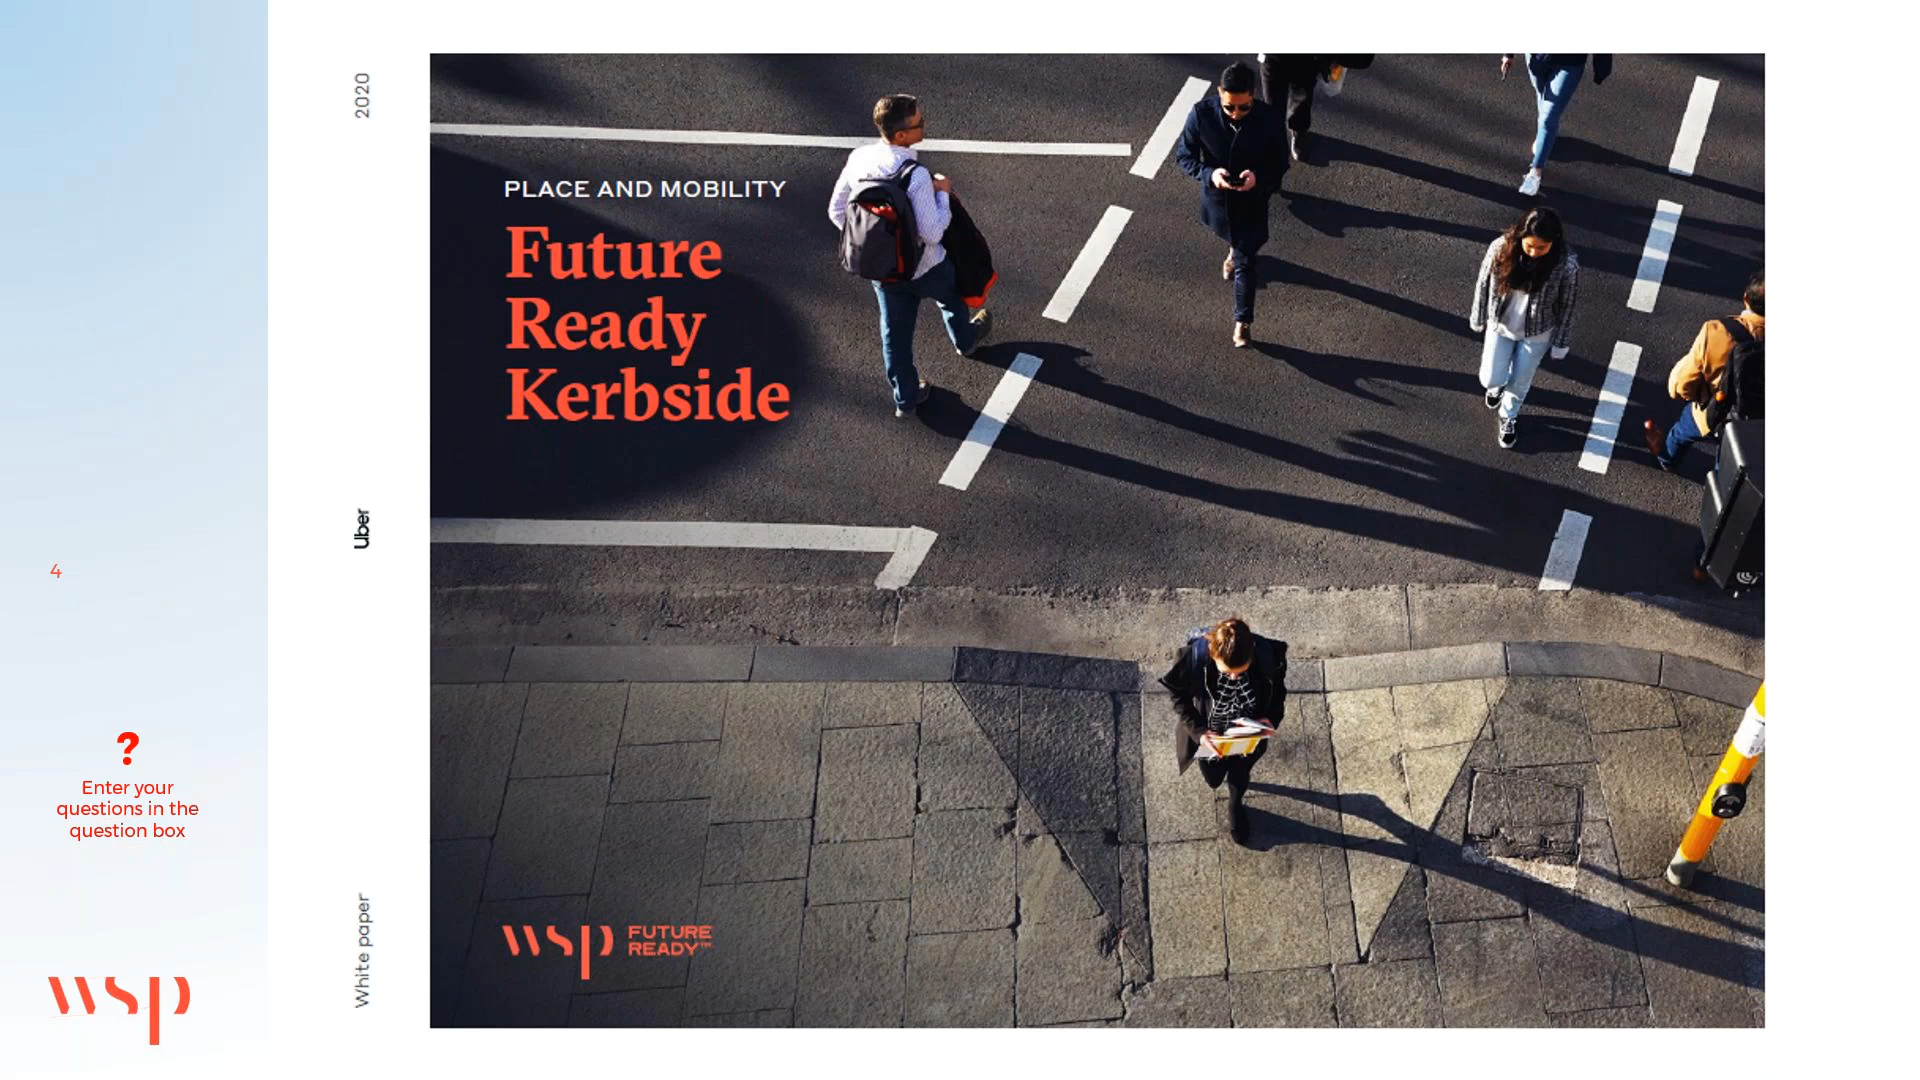 2020
Uber
White paper
PLACE AND MOBILITY
Future
Ready
Kerbside
wsp FUTURE
READY™
4
?
Enter your
questions in the
question box
wsp